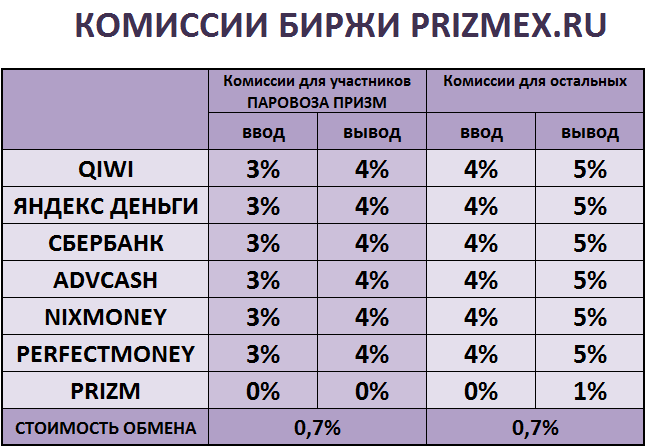 КОМИССИИ БИРЖИ PRIZMEX.RU
Комиссии для участников Комиссии для остальных
ПАРОВОЗА ПРИЗМ
ввод вывод ввод вывод
QIWI 3% 4% 4% 5%
ЯНДЕКС ДЕНЬГИ 3% 4% 4% 5%
СБЕРБАНК 3% 4% 4% 5%
ADVCASH 3% 4% 4% 5%
NIXMONEY 3% 4% 4% 5%
PERFECTMONEY 3% 4% 4% 5%
PRIZM 0% 0% 0% 1%
СТОИМОСТЬ ОБМЕНА 0,7% 0,7%